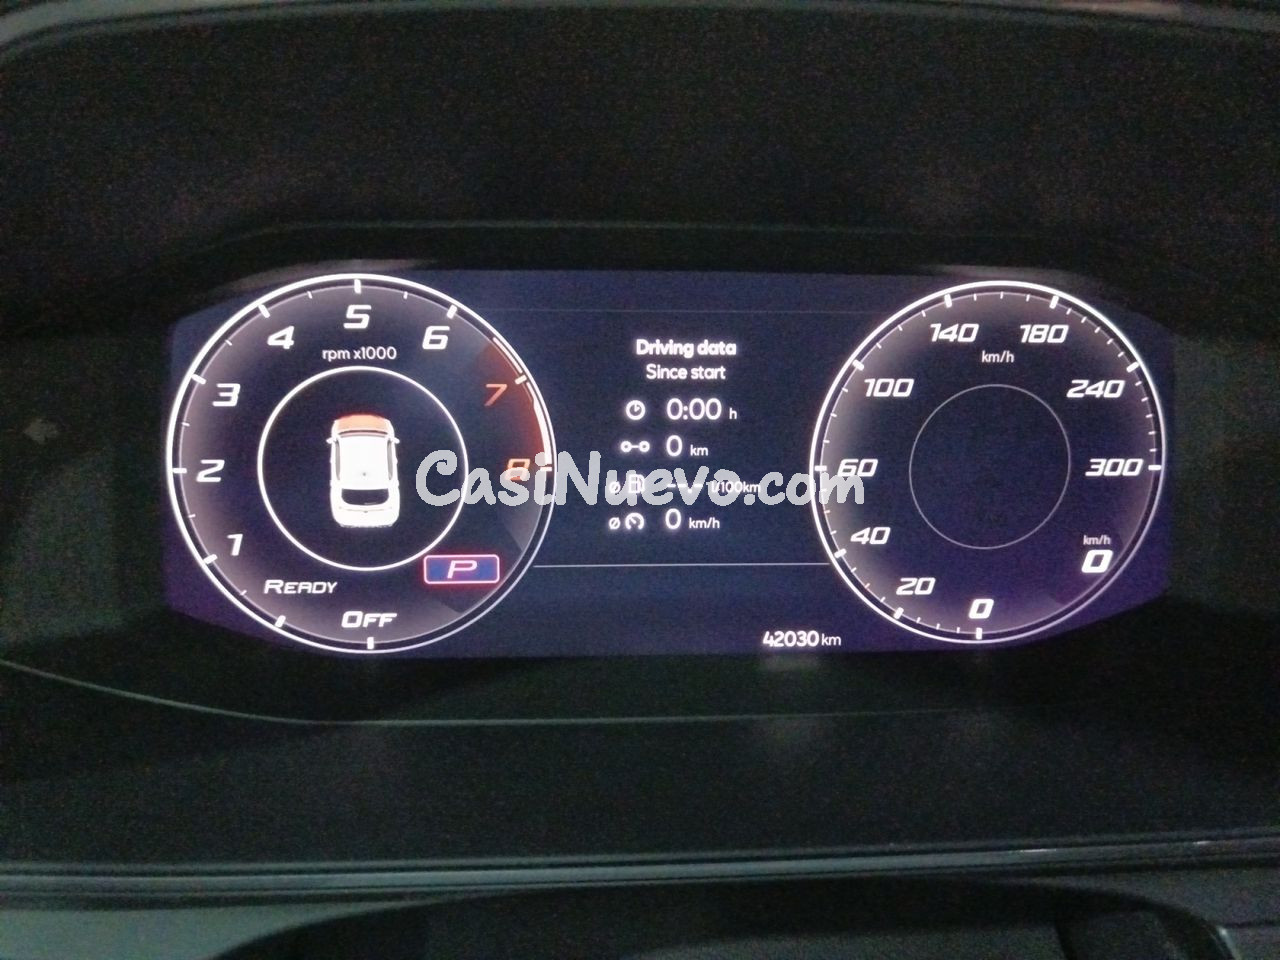 5
4
6
rpm x1000
3
7
2
8
1
READY
P
OFF
Driving data
Since start
0:00 h
0 km
Ø --.- l/100km
Ø 0 km/h
42030 km
140
180
km/h
100
240
60
300
40
km/h
0
20
0
CasiNuevo.com